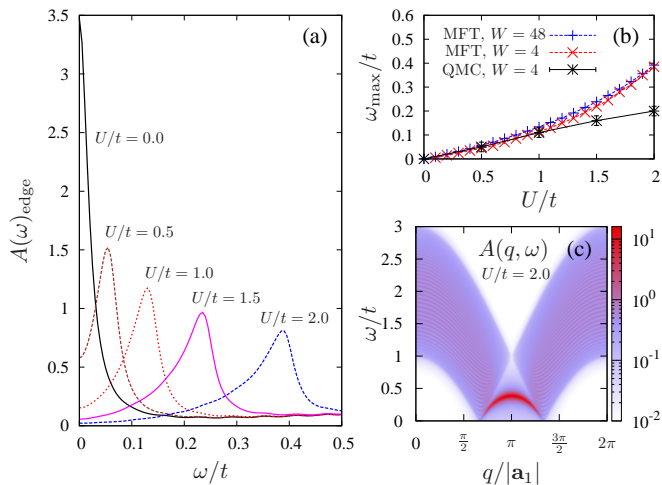 (a)
3.5
3
2.5
2
1.5
1
0.5
0
A(ω)edge
U/t = 0.0
U/t = 0.5
U/t = 1.0
U/t = 1.5
U/t = 2.0
0 0.1 0.2 0.3 0.4 0.5
ω/t
(b)
MFT, W = 48
MFT, W = 4
QMC, W = 4
0.6
0.5
0.4
0.3
0.2
0.1
0
ωmax/t
0 0.5 1 1.5 2
U/t
(c)
A(q, ω)
U/t = 2.0
3
2.5
2
1.5
1
0.5
0
ω/t
0 π/2 π 3π/2 2π
q/|a₁|
10¹
10⁰
10⁻¹
10⁻²